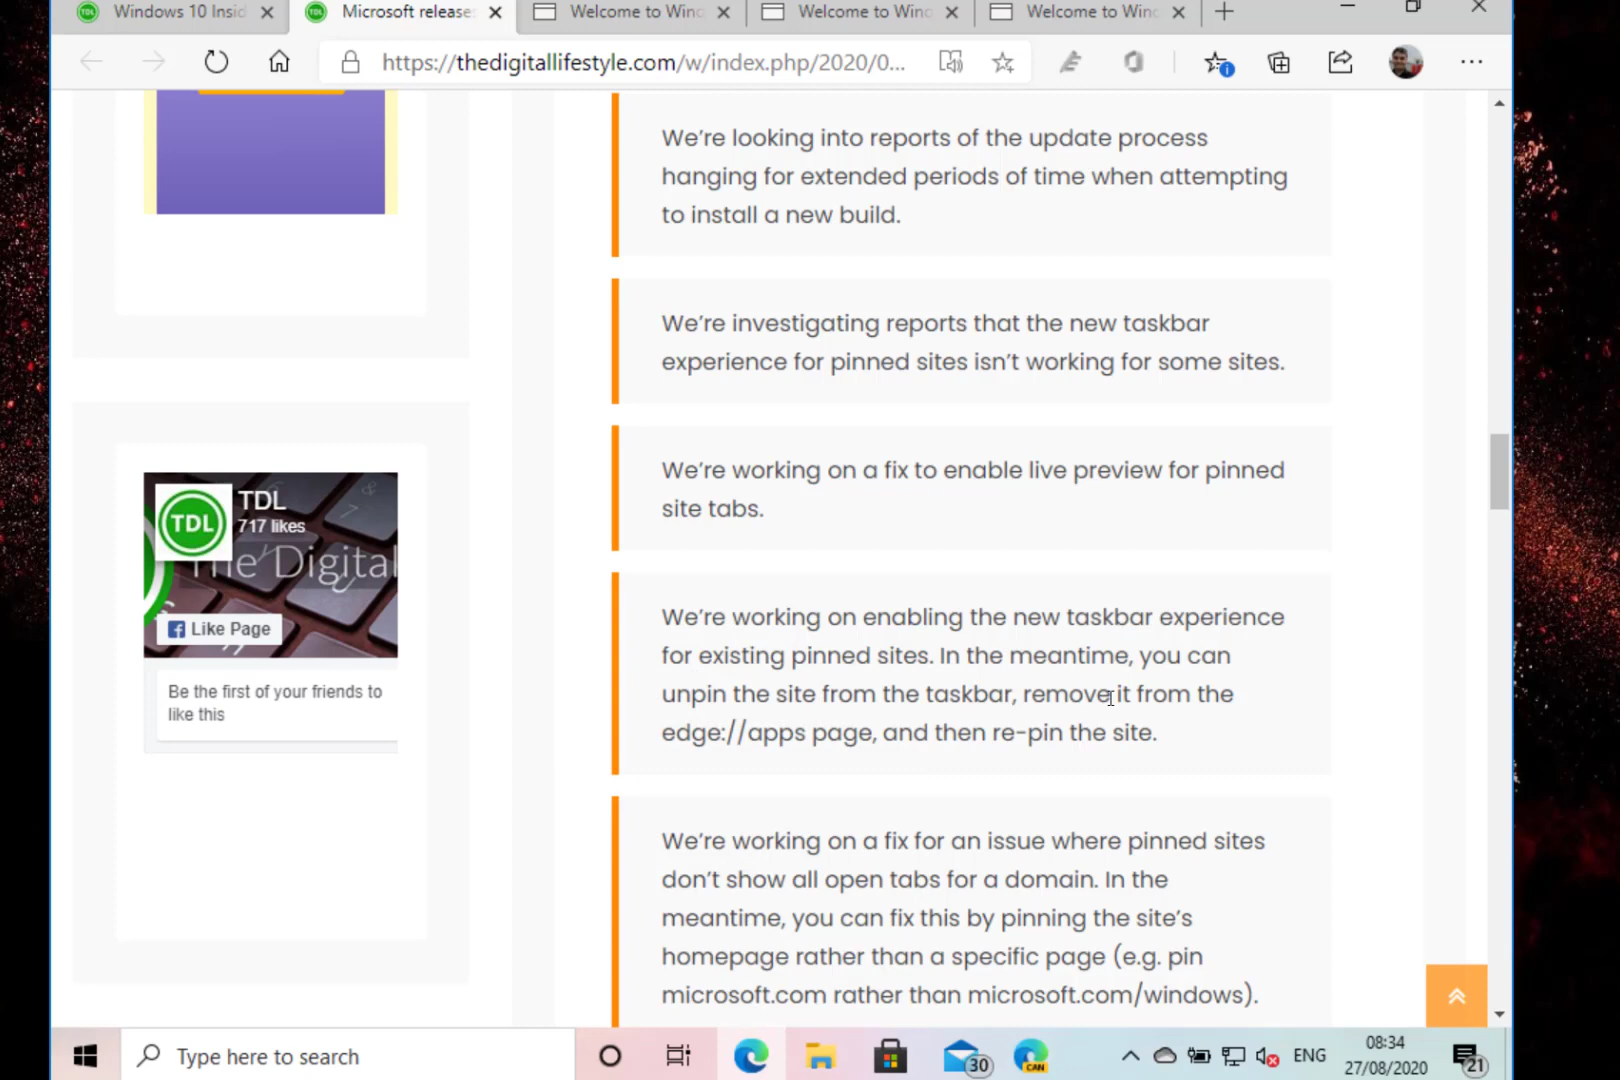 Windows 10 Insid
Microsoft release
Welcome to Wind
Welcome to Wind
Welcome to Wind
https://thedigitallifestyle.com/w/index.php/2020/0...
We're looking into reports of the update process
hanging for extended periods of time when attempting
to install a new build.
We're investigating reports that the new taskbar
experience for pinned sites isn't working for some sites.
We're working on a fix to enable live preview for pinned
site tabs.
TDL
TDL
717 likes
The Digital
Like Page
Be the first of your friends to
like this
We're working on enabling the new taskbar experience
for existing pinned sites. In the meantime, you can
unpin the site from the taskbar, remove it from the
edge://apps page, and then re-pin the site.
We're working on a fix for an issue where pinned sites
don't show all open tabs for a domain. In the
meantime, you can fix this by pinning the site's
homepage rather than a specific page (e.g. pin
microsoft.com rather than microsoft.com/windows).
Type here to search
30
CAN
ENG
08:34
27/08/2020
21